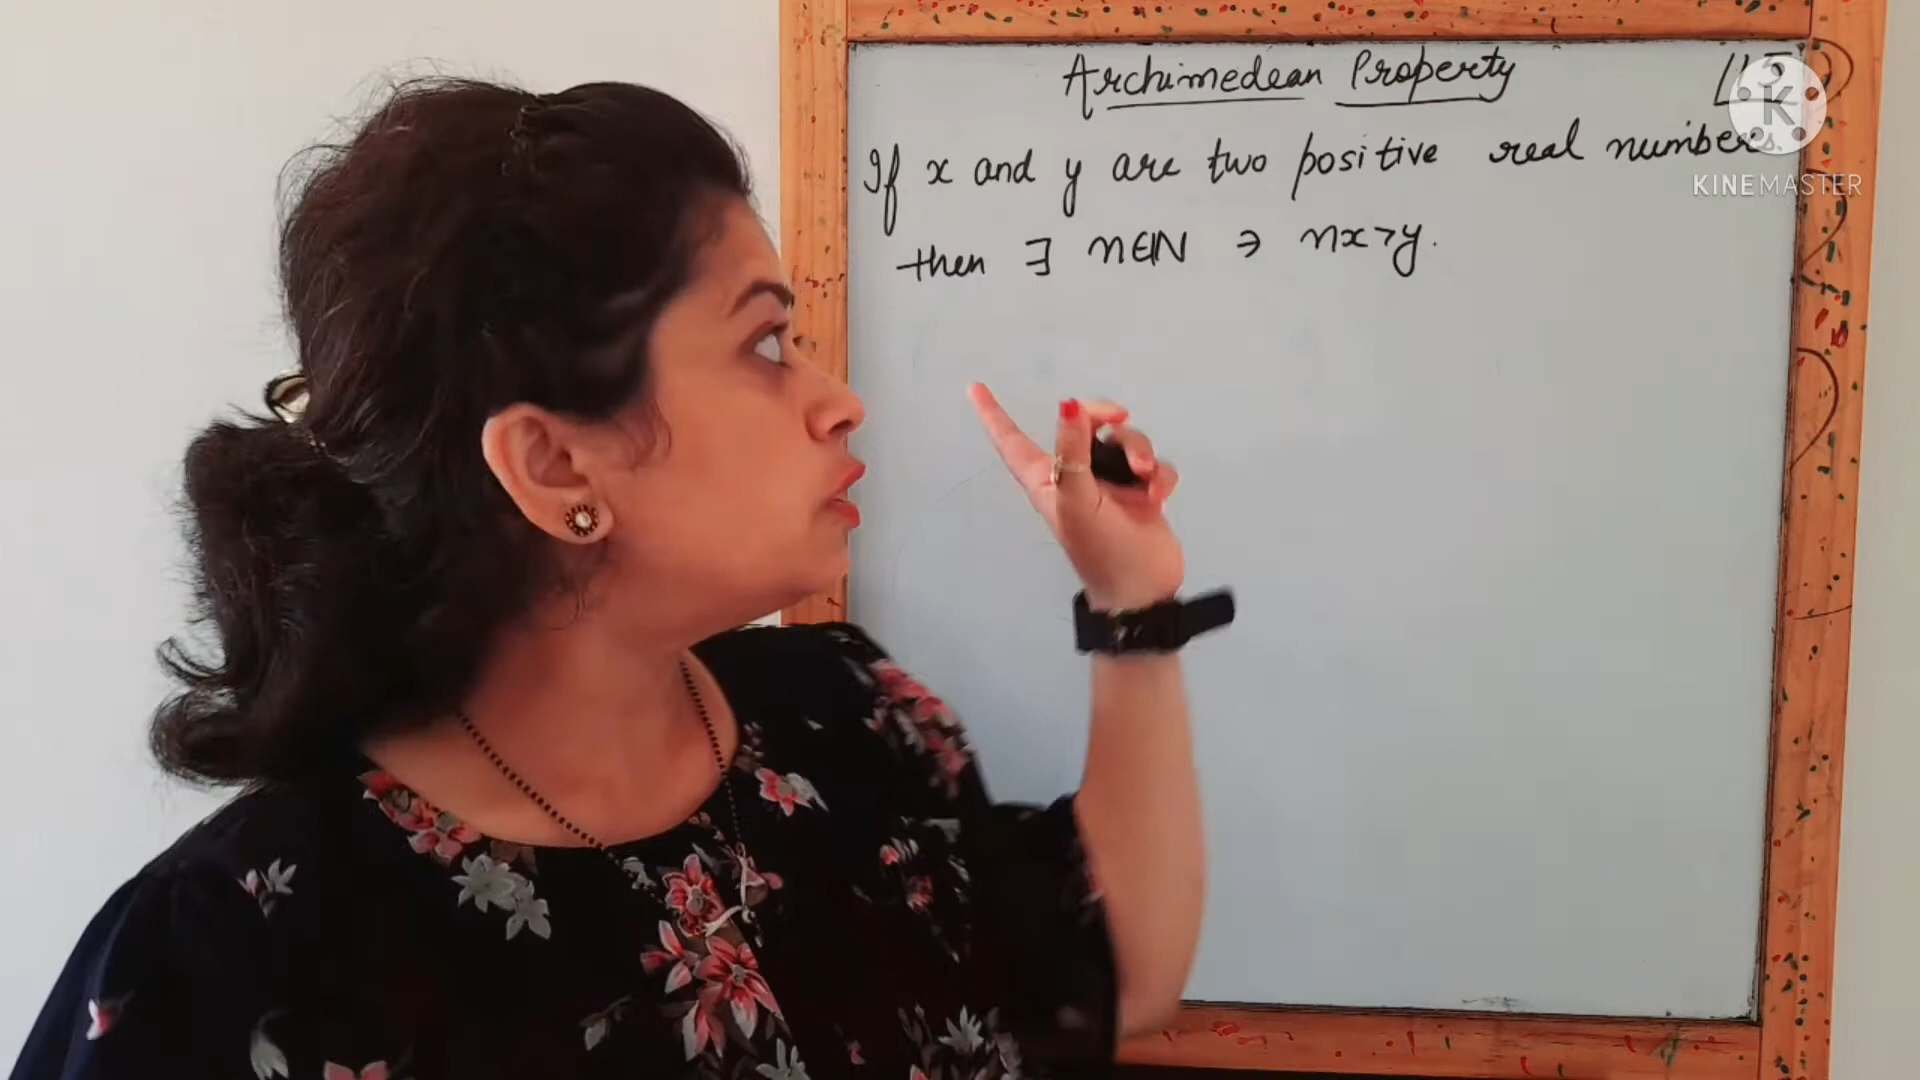 Archimedean Property
If x and y are two positive real numbers.
then ∃ n∈ℕ ∋ nx>y.
K
KINEMASTER